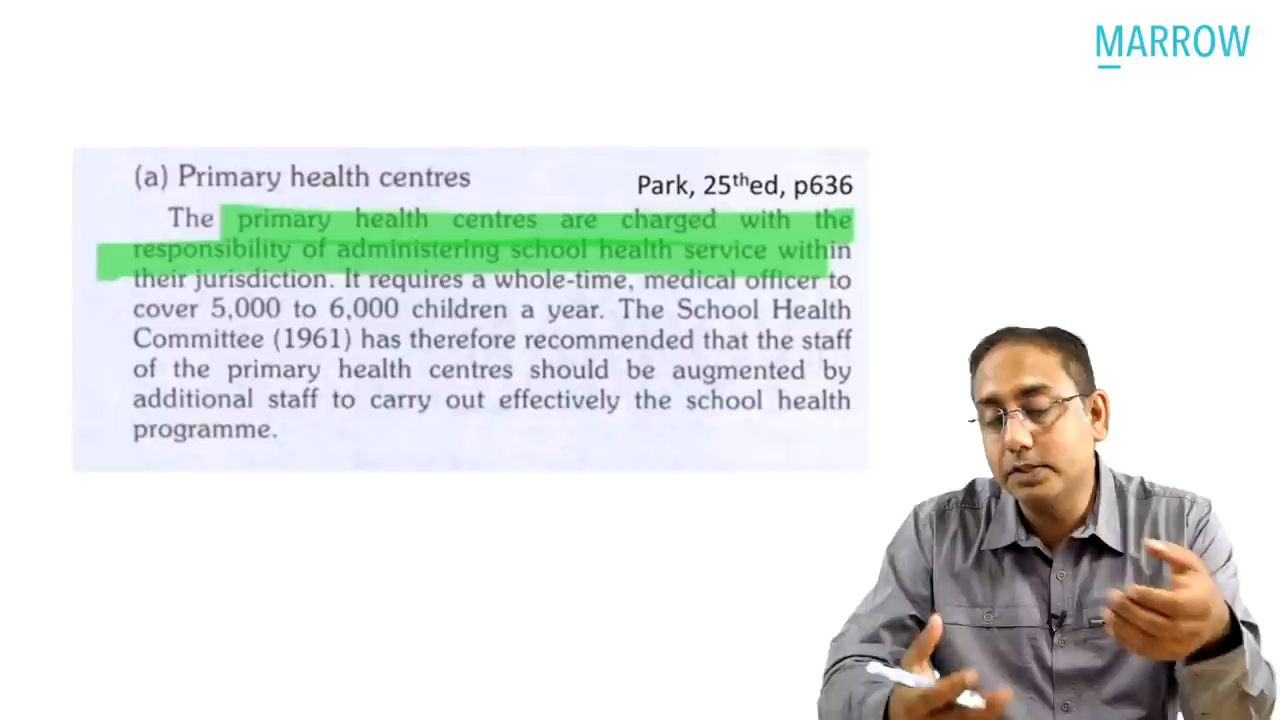 MARROW
(a) Primary health centres
Park, 25thed, p636
The primary health centres are charged with the
responsibility of administering school health service within
their jurisdiction. It requires a whole-time, medical officer to
cover 5,000 to 6,000 children a year. The School Health
Committee (1961) has therefore recommended that the staff
of the primary health centres should be augmented by
additional staff to carry out effectively the school health
programme.